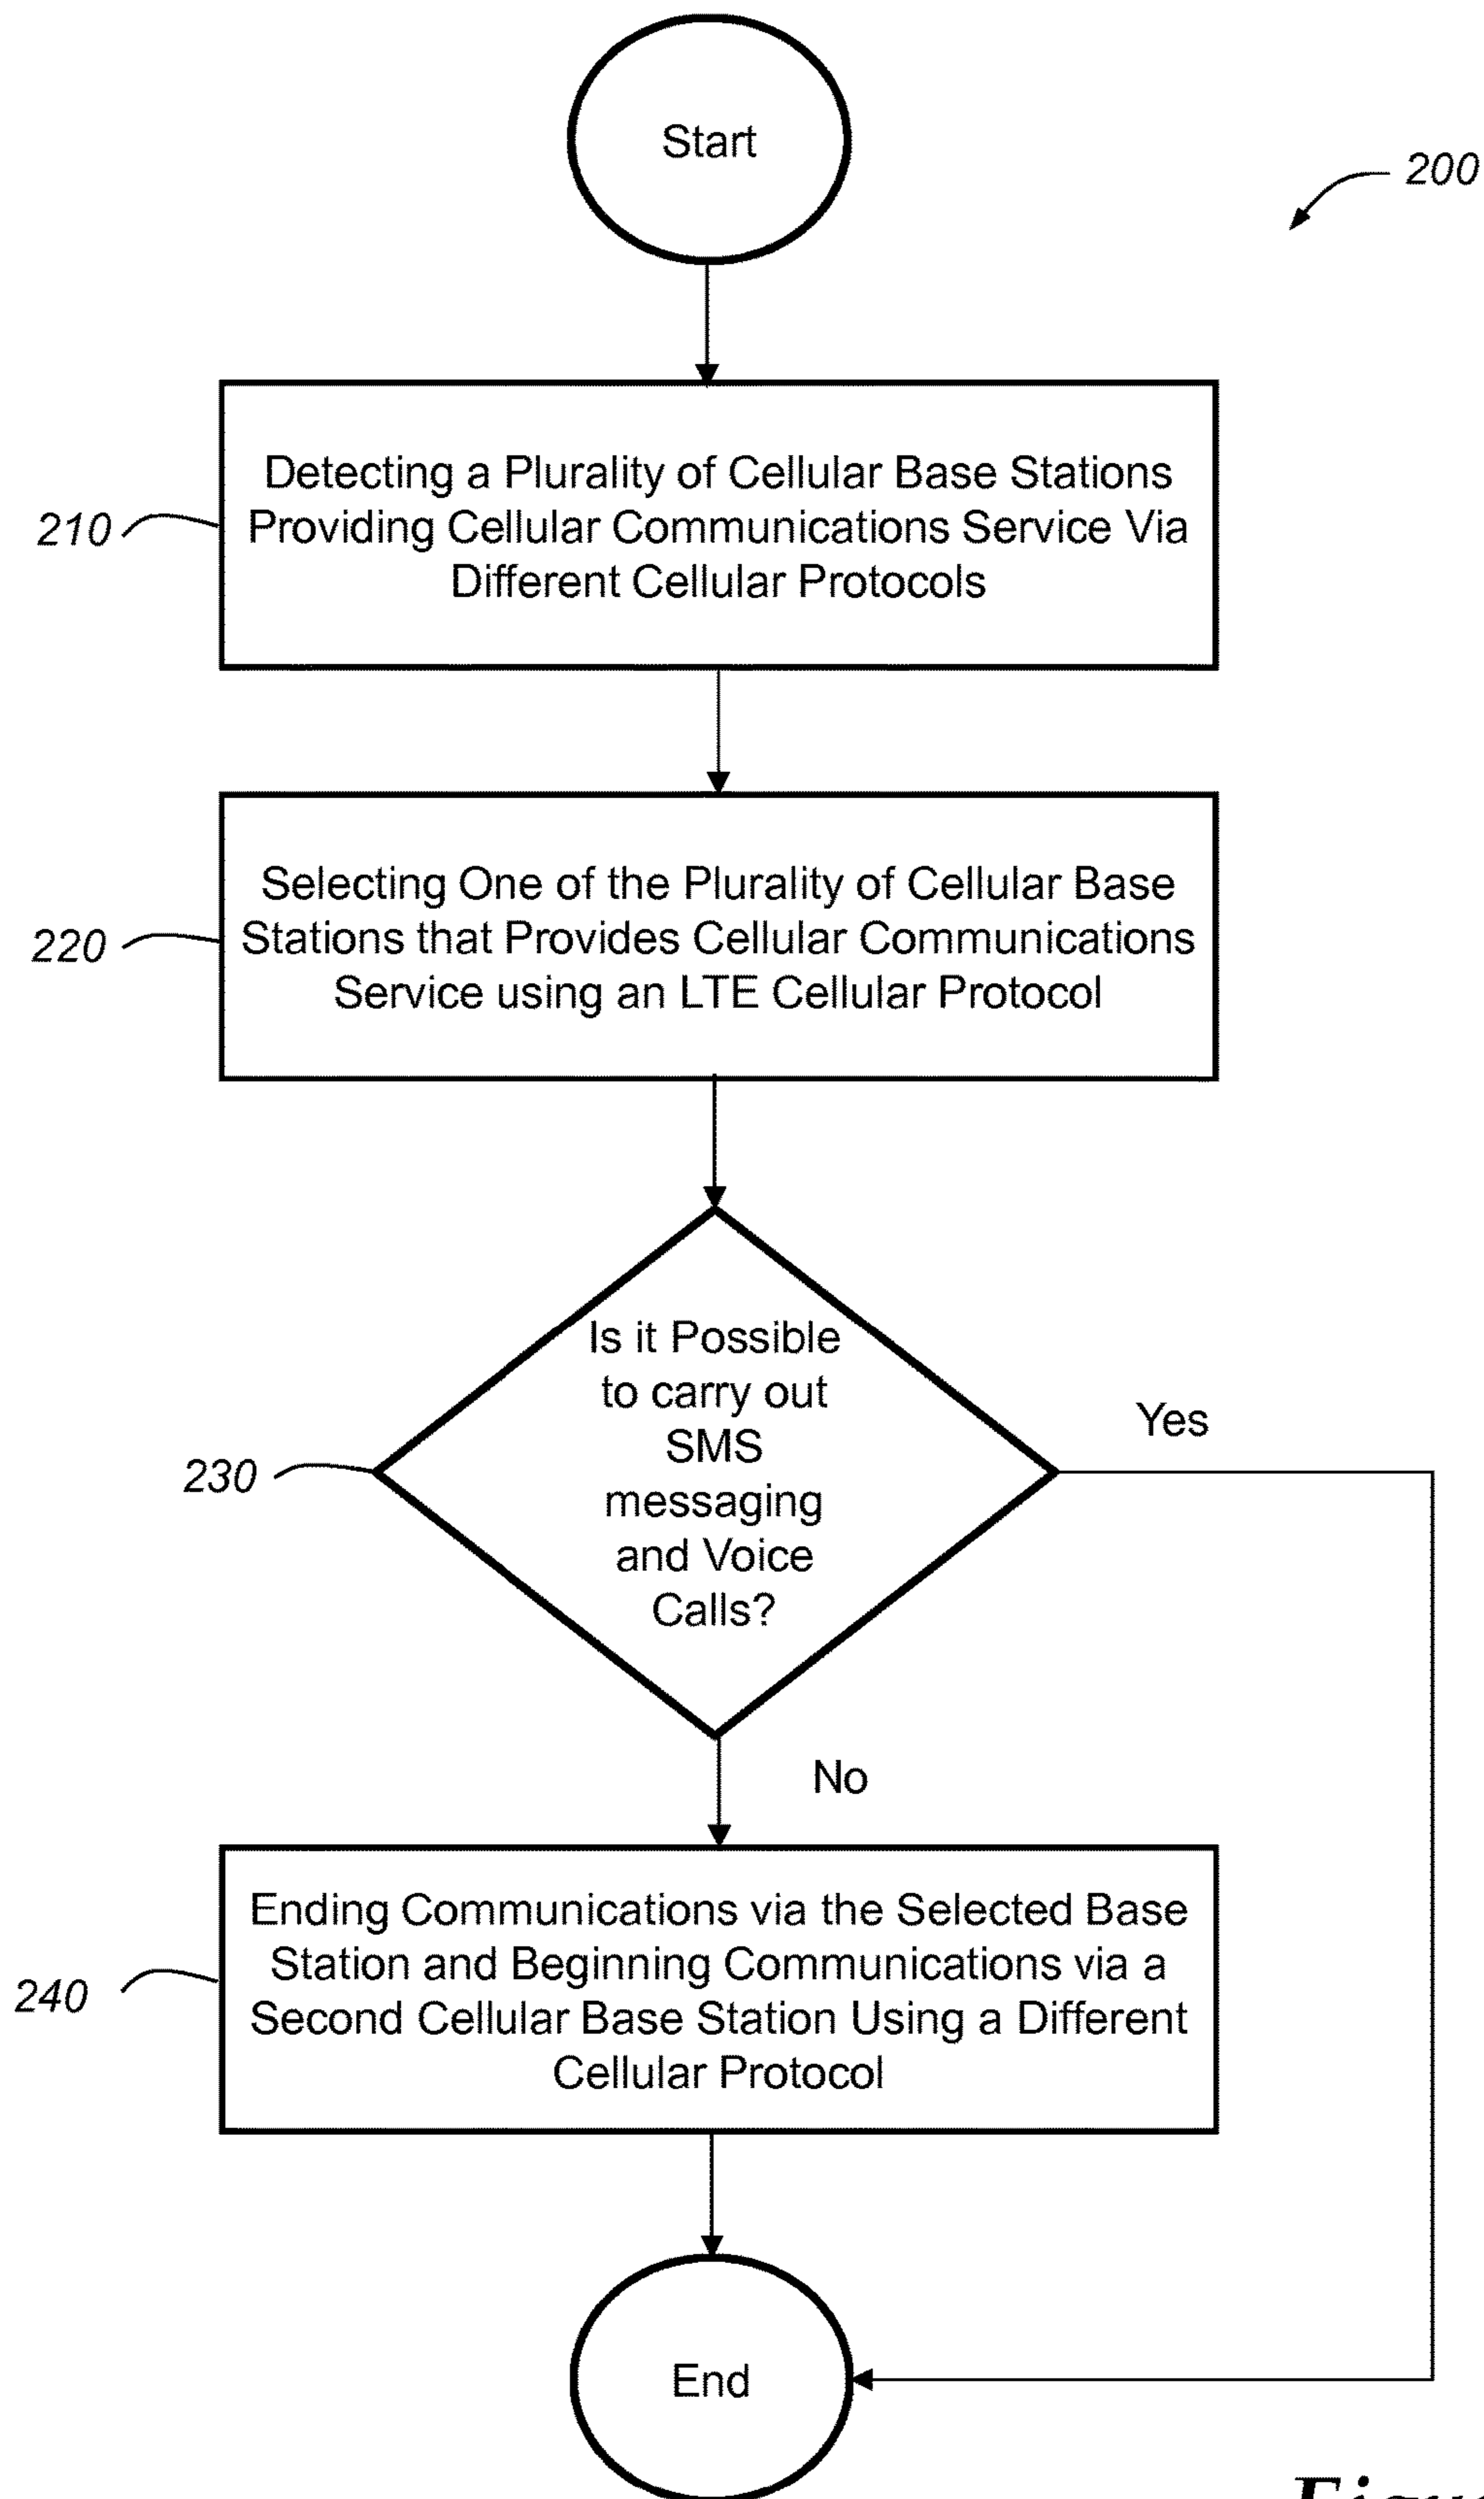 Start
200
210
Detecting a Plurality of Cellular Base Stations
Providing Cellular Communications Service Via
Different Cellular Protocols
220
Selecting One of the Plurality of Cellular Base
Stations that Provides Cellular Communications
Service using an LTE Cellular Protocol
230
Is it Possible
to carry out
SMS
messaging
and Voice
Calls?
Yes
No
240
Ending Communications via the Selected Base
Station and Beginning Communications via a
Second Cellular Base Station Using a Different
Cellular Protocol
End